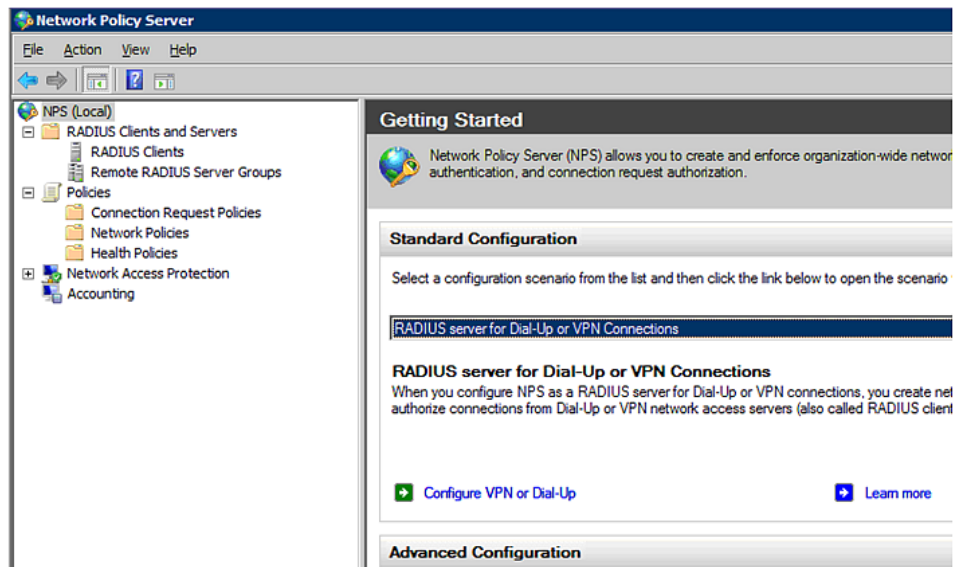 Network Policy Server
File Action View Help
NPS (Local)
RADIUS Clients and Servers
RADIUS Clients
Remote RADIUS Server Groups
Policies
Connection Request Policies
Network Policies
Health Policies
Network Access Protection
Accounting
Getting Started
Network Policy Server (NPS) allows you to create and enforce organization-wide networ
authentication, and connection request authorization.
Standard Configuration
Select a configuration scenario from the list and then click the link below to open the scenario
RADIUS server for Dial-Up or VPN Connections
RADIUS server for Dial-Up or VPN Connections
When you configure NPS as a RADIUS server for Dial-Up or VPN connections, you create net
authorize connections from Dial-Up or VPN network access servers (also called RADIUS client
Configure VPN or Dial-Up
Learn more
Advanced Configuration